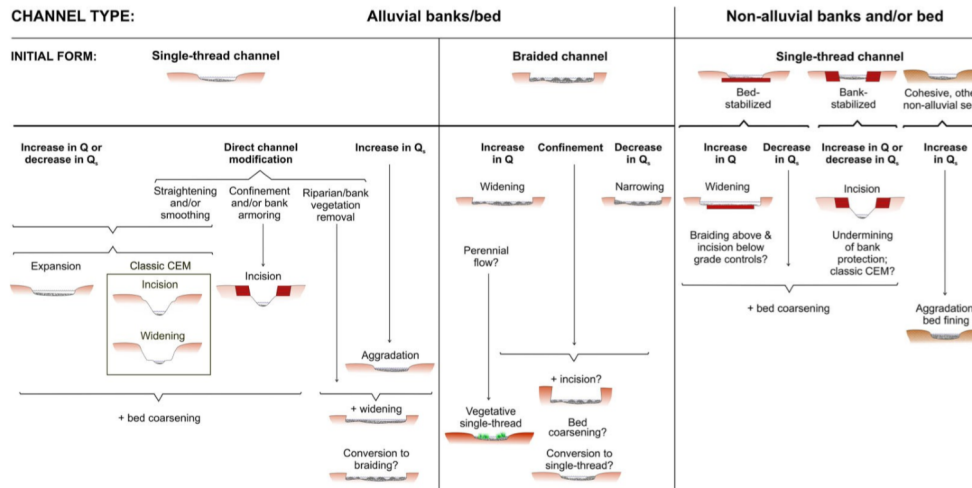 CHANNEL TYPE:
Alluvial banks/bed
Non-alluvial banks and/or bed
INITIAL FORM:
Single-thread channel
Braided channel
Single-thread channel
Bed-
stabilized
Bank-
stabilized
Cohesive,
non-alluvial
Increase in Q or
decrease in Qs
Direct channel
modification
Straightening
and/or
smoothing
Confinement
and/or bank
armoring
Riparian/bank
vegetation
removal
Increase in Qs
Expansion
Classic CEM
Incision
Widening
Incision
+ bed coarsening
Aggradation
+ widening
Conversion to
braiding?
Increase
in Q
Confinement
Decrease
in Qs
Widening
Narrowing
Perennial
flow?
Vegetative
single-thread
+ incision?
Bed
coarsening?
Conversion to
single-thread?
Increase
in Q
Decrease
in Qs
Increase in Q or
decrease in Qs
Increase
in Qs
Widening
Incision
Braiding above &
incision below
grade controls?
Undermining
of bank
protection;
classic CEM?
+ bed coarsening
Aggradation
bed fining